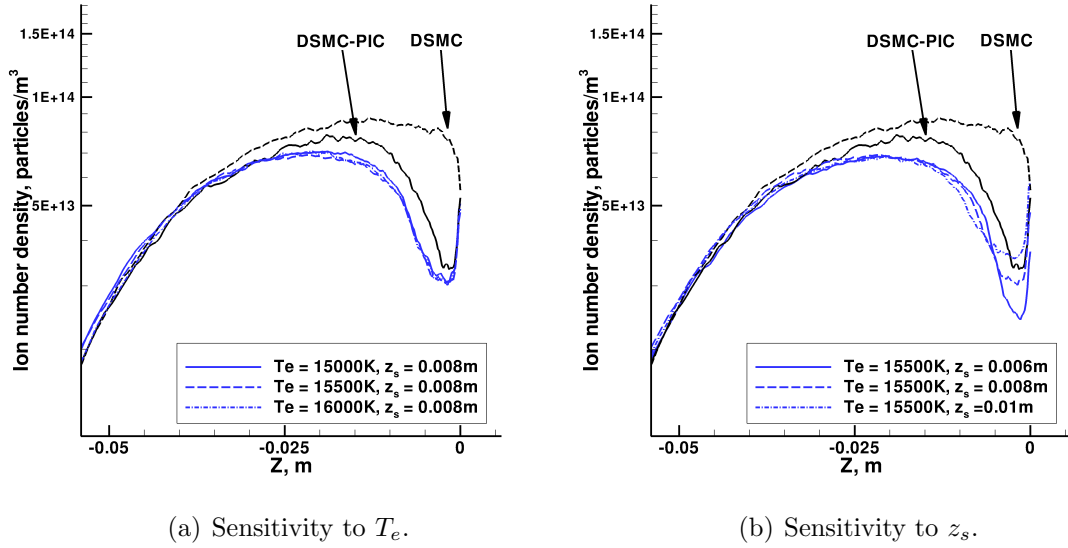 Ion number density, particles/m³
1.5E+14
1E+14
5E+13
DSMC-PIC
DSMC
Te = 15000K, zₛ = 0.008m
Te = 15500K, zₛ = 0.008m
Te = 16000K, zₛ = 0.008m
-0.05
-0.025
0
Z, m
(a) Sensitivity to Tₑ.
Ion number density, particles/m³
1.5E+14
1E+14
5E+13
DSMC-PIC
DSMC
Te = 15500K, zₛ = 0.006m
Te = 15500K, zₛ = 0.008m
Te = 15500K, zₛ =0.01m
-0.05
-0.025
0
Z, m
(b) Sensitivity to zₛ.